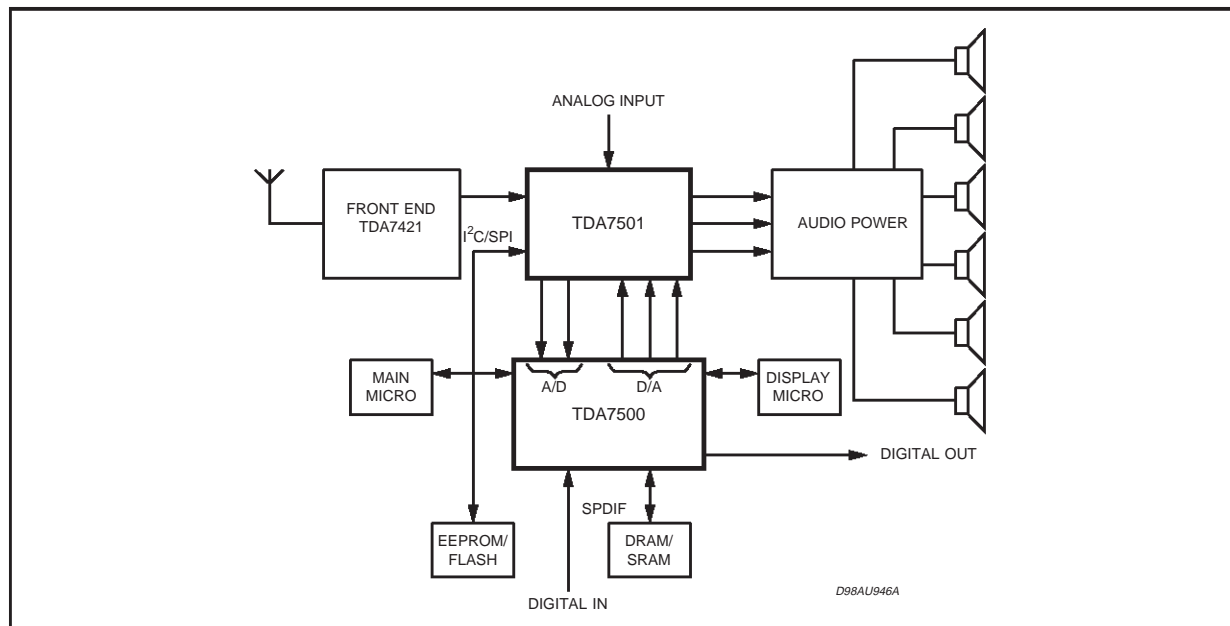 ANALOG INPUT
FRONT END
TDA7421
TDA7501
AUDIO POWER
I²C/SPI
MAIN
MICRO
A/D
D/A
TDA7500
DISPLAY
MICRO
DIGITAL OUT
SPDIF
EEPROM/
FLASH
DRAM/
SRAM
DIGITAL IN
D98AU946A